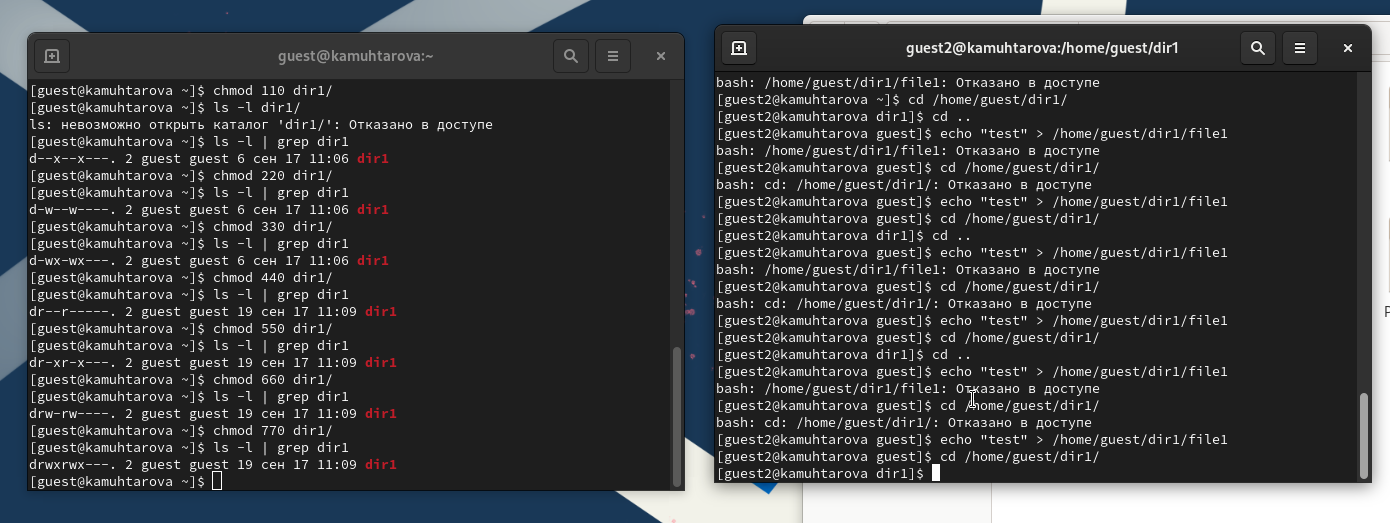 guest@kamuhtarova:~
[guest@kamuhtarova ~]$ chmod 110 dir1/
[guest@kamuhtarova ~]$ ls -l dir1/
ls: невозможно открыть каталог 'dir1/': Отказано в доступе
[guest@kamuhtarova ~]$ ls -l | grep dir1
d--x--x---. 2 guest guest 6 сен 17 11:06 dir1
[guest@kamuhtarova ~]$ chmod 220 dir1/
[guest@kamuhtarova ~]$ ls -l | grep dir1
d-w--w----. 2 guest guest 6 сен 17 11:06 dir1
[guest@kamuhtarova ~]$ chmod 330 dir1/
[guest@kamuhtarova ~]$ ls -l | grep dir1
d-wx-wx---. 2 guest guest 6 сен 17 11:06 dir1
[guest@kamuhtarova ~]$ chmod 440 dir1/
[guest@kamuhtarova ~]$ ls -l | grep dir1
dr--r-----. 2 guest guest 19 сен 17 11:09 dir1
[guest@kamuhtarova ~]$ chmod 550 dir1/
[guest@kamuhtarova ~]$ ls -l | grep dir1
dr-xr-x---. 2 guest guest 19 сен 17 11:09 dir1
[guest@kamuhtarova ~]$ chmod 660 dir1/
[guest@kamuhtarova ~]$ ls -l | grep dir1
drw-rw----. 2 guest guest 19 сен 17 11:09 dir1
[guest@kamuhtarova ~]$ chmod 770 dir1/
[guest@kamuhtarova ~]$ ls -l | grep dir1
drwxrwx---. 2 guest guest 19 сен 17 11:09 dir1
[guest@kamuhtarova ~]$
guest2@kamuhtarova:/home/guest/dir1
bash: /home/guest/dir1/file1: Отказано в доступе
[guest2@kamuhtarova ~]$ cd /home/guest/dir1/
[guest2@kamuhtarova dir1]$ cd ..
[guest2@kamuhtarova guest]$ echo "test" > /home/guest/dir1/file1
bash: /home/guest/dir1/file1: Отказано в доступе
[guest2@kamuhtarova guest]$ cd /home/guest/dir1/
bash: cd: /home/guest/dir1/: Отказано в доступе
[guest2@kamuhtarova guest]$ echo "test" > /home/guest/dir1/file1
[guest2@kamuhtarova guest]$ cd /home/guest/dir1/
[guest2@kamuhtarova dir1]$ cd ..
[guest2@kamuhtarova guest]$ echo "test" > /home/guest/dir1/file1
bash: /home/guest/dir1/file1: Отказано в доступе
[guest2@kamuhtarova guest]$ cd /home/guest/dir1/
bash: cd: /home/guest/dir1/: Отказано в доступе
[guest2@kamuhtarova guest]$ echo "test" > /home/guest/dir1/file1
[guest2@kamuhtarova guest]$ cd /home/guest/dir1/
[guest2@kamuhtarova dir1]$ cd ..
[guest2@kamuhtarova guest]$ echo "test" > /home/guest/dir1/file1
bash: /home/guest/dir1/file1: Отказано в доступе
[guest2@kamuhtarova guest]$ cd /home/guest/dir1/
bash: cd: /home/guest/dir1/: Отказано в доступе
[guest2@kamuhtarova guest]$ echo "test" > /home/guest/dir1/file1
[guest2@kamuhtarova guest]$ cd /home/guest/dir1/
[guest2@kamuhtarova dir1]$